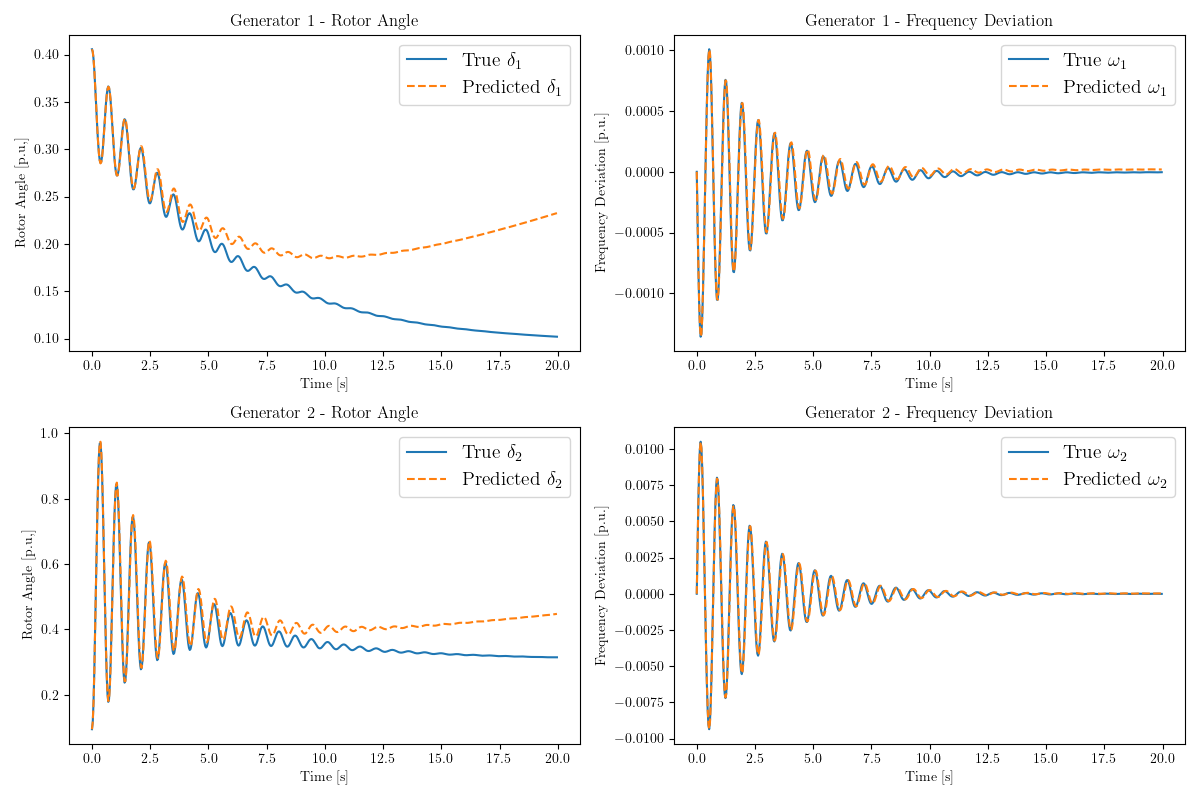 Generator 1 - Rotor Angle
0.40
0.35
0.30
0.25
0.20
0.15
0.10
Rotor Angle [p.u.]
True δ₁
Predicted δ₁
0.0 2.5 5.0 7.5 10.0 12.5 15.0 17.5 20.0
Time [s]
Generator 1 - Frequency Deviation
0.0010
0.0005
0.0000
−0.0005
−0.0010
Frequency Deviation [p.u.]
True ω₁
Predicted ω₁
0.0 2.5 5.0 7.5 10.0 12.5 15.0 17.5 20.0
Time [s]
Generator 2 - Rotor Angle
1.0
0.8
0.6
0.4
0.2
Rotor Angle [p.u.]
True δ₂
Predicted δ₂
0.0 2.5 5.0 7.5 10.0 12.5 15.0 17.5 20.0
Time [s]
Generator 2 - Frequency Deviation
0.0100
0.0075
0.0050
0.0025
0.0000
−0.0025
−0.0050
−0.0075
−0.0100
Frequency Deviation [p.u.]
True ω₂
Predicted ω₂
0.0 2.5 5.0 7.5 10.0 12.5 15.0 17.5 20.0
Time [s]